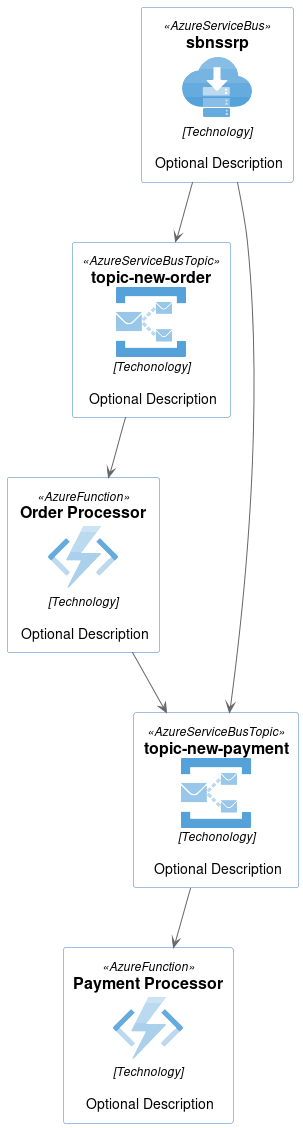 «AzureServiceBus»
sbnssrp
[Technology]
Optional Description
«AzureServiceBusTopic»
topic-new-order
[Techonology]
Optional Description
«AzureFunction»
Order Processor
[Technology]
Optional Description
«AzureServiceBusTopic»
topic-new-payment
[Techonology]
Optional Description
«AzureFunction»
Payment Processor
[Technology]
Optional Description